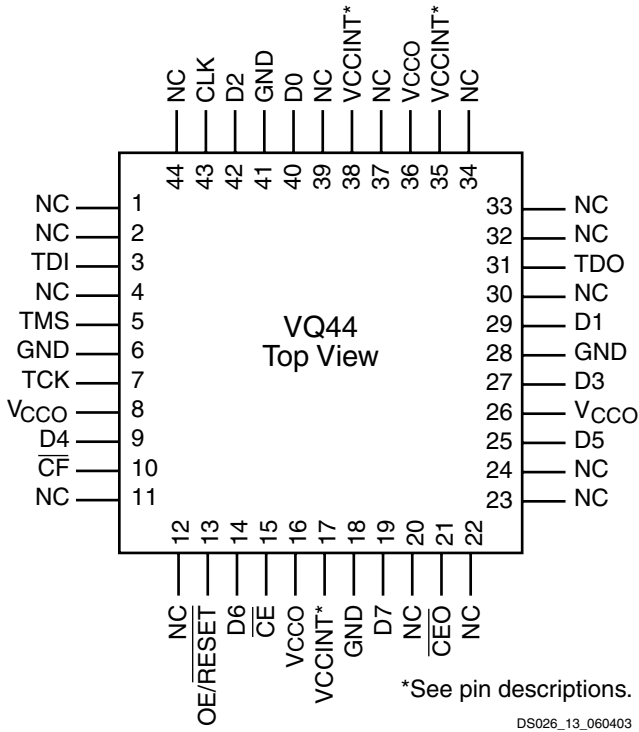 NC
CLK
D2
GND
D0
NC
VCCINT*
NC
VCCO
VCCINT*
NC
44
43
42
41
40
39
38
37
36
35
34
NC 1
NC 2
TDI 3
NC 4
TMS 5
GND 6
TCK 7
VCCO 8
D4 9
CF 10
NC 11
VQ44
Top View
33 NC
32 NC
31 TDO
30 NC
29 D1
28 GND
27 D3
26 VCCO
25 D5
24 NC
23 NC
12
13
14
15
16
17
18
19
20
21
22
NC
OE/RESET
D6
CE
VCCO
VCCINT*
GND
D7
NC
CEO
NC
*See pin descriptions.
DS026_13_060403